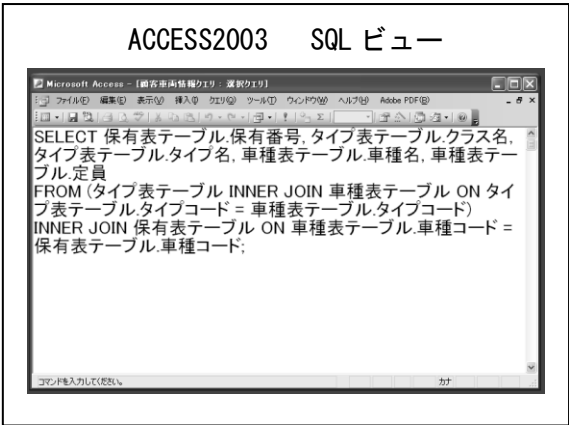 ACCESS2003 SQL ビュー
Microsoft Access - [顧客車両情報クエリ : 選択クエリ]
ファイル(F) 編集(E) 表示(V) 挿入(I) クエリ(Q) ツール(T) ウィンドウ(W) ヘルプ(H) Adobe PDF(B)
SELECT 保有表テーブル.保有番号, タイプ表テーブル.クラス名,
タイプ表テーブル.タイプ名, 車種表テーブル.車種名, 車種表テー
ブル.定員
FROM (タイプ表テーブル INNER JOIN 車種表テーブル ON タイ
プ表テーブル.タイプコード = 車種表テーブル.タイプコード)
INNER JOIN 保有表テーブル ON 車種表テーブル.車種コード =
保有表テーブル.車種コード;
コマンドを入力してください。 カナ